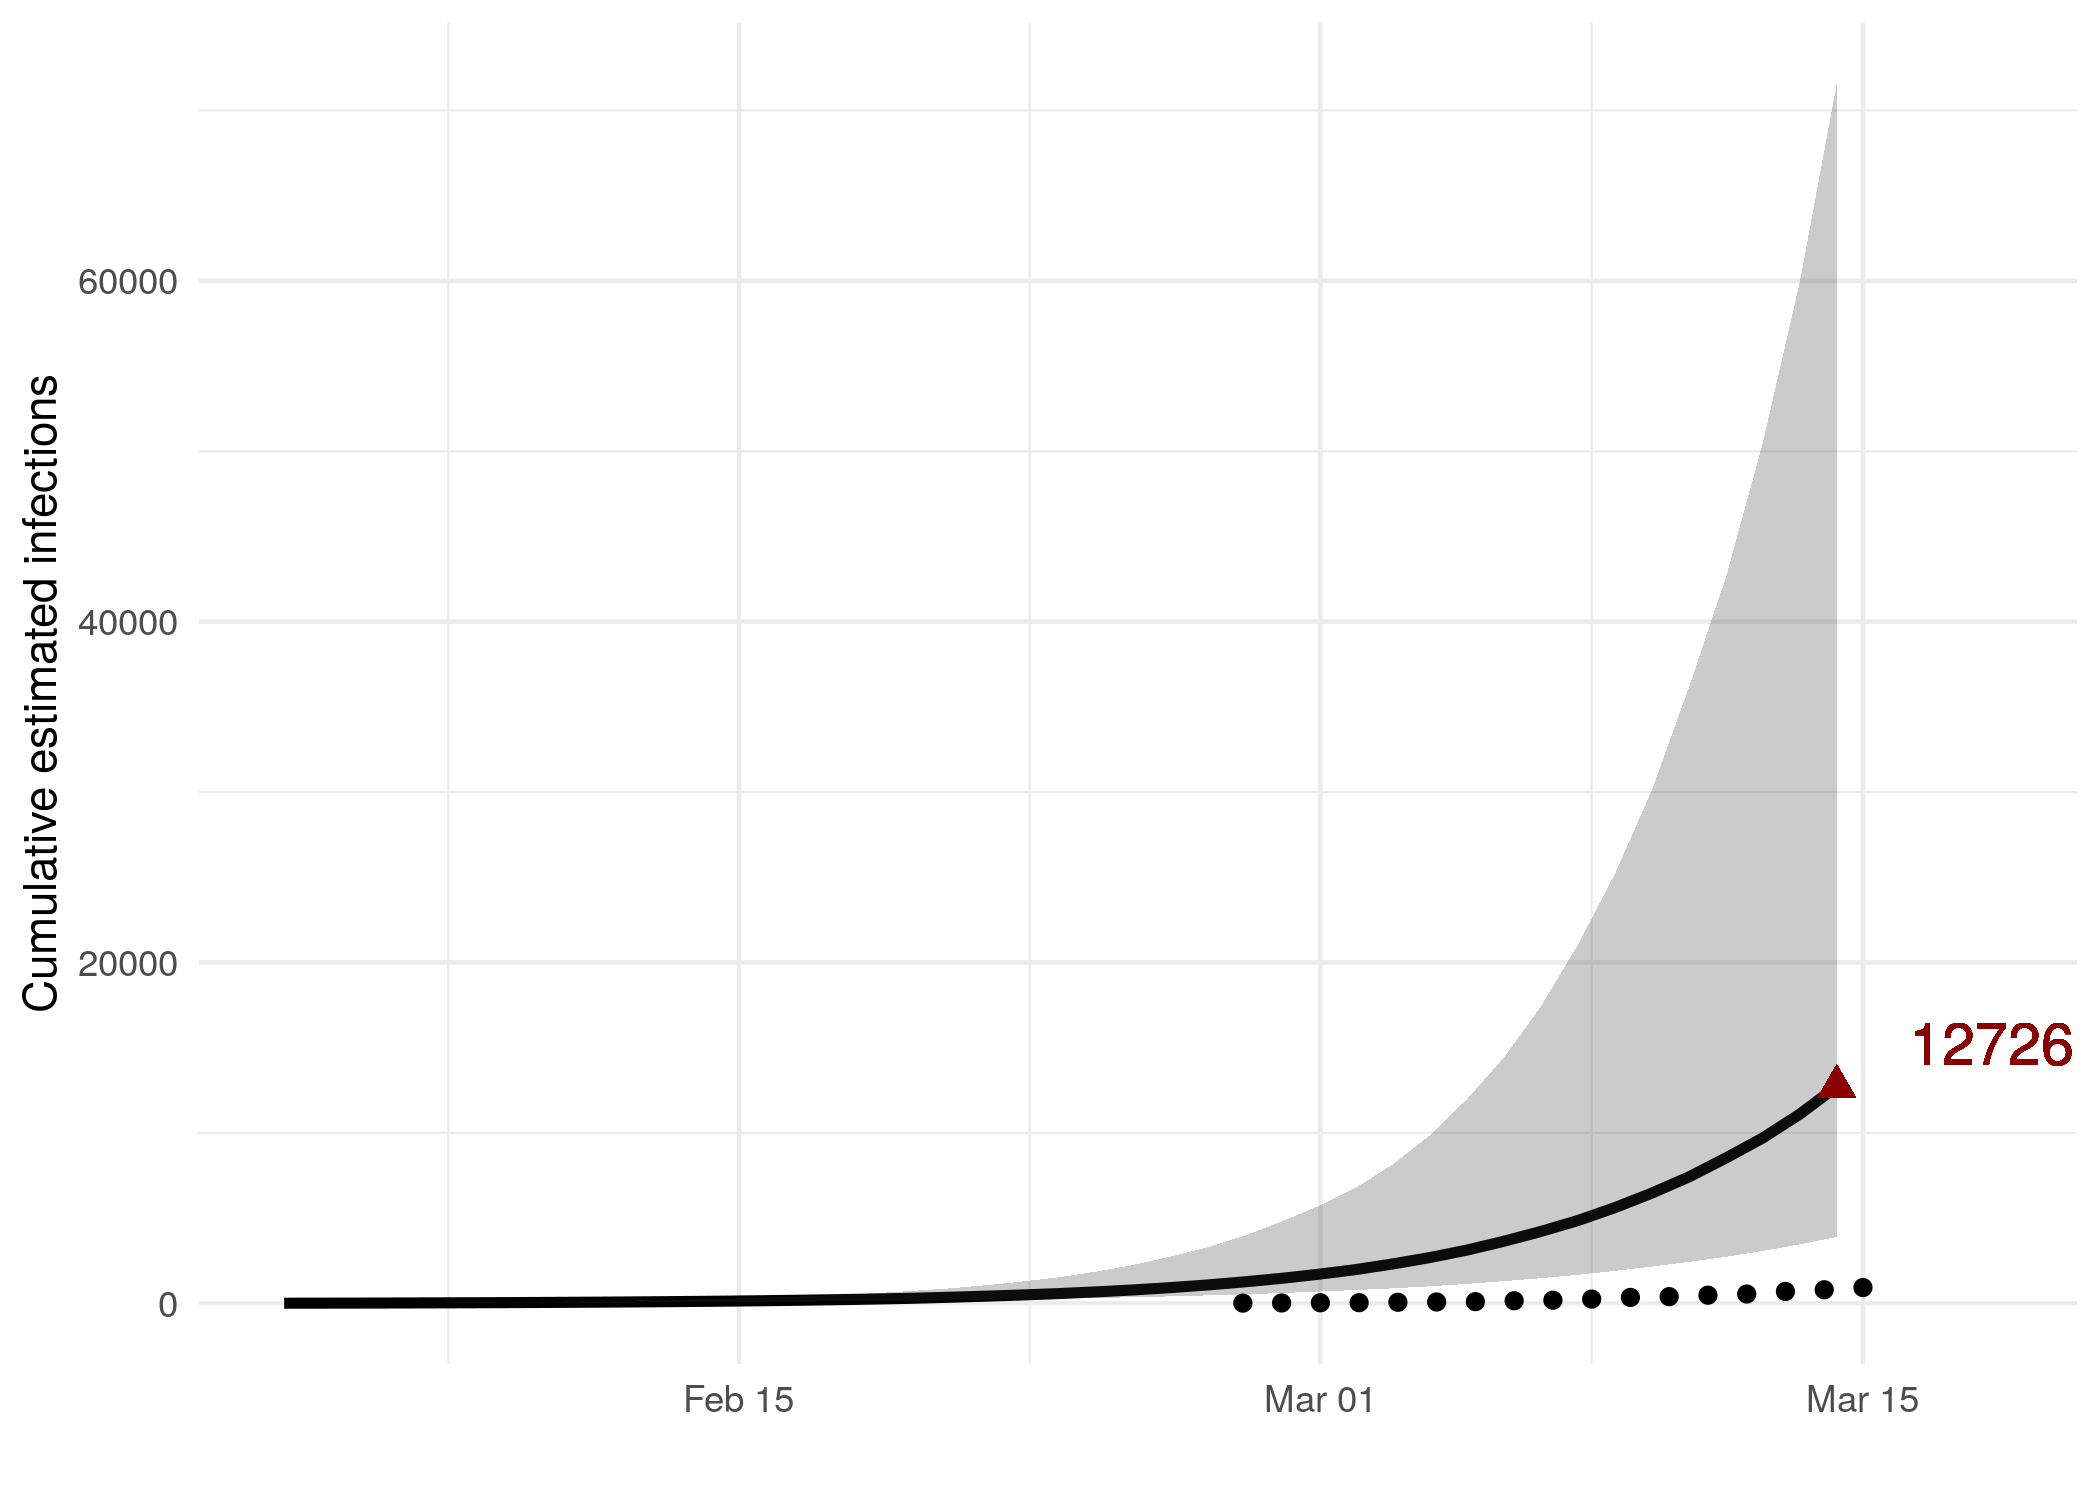 Cumulative estimated infections
60000
40000
20000
0
12726
Feb 15
Mar 01
Mar 15